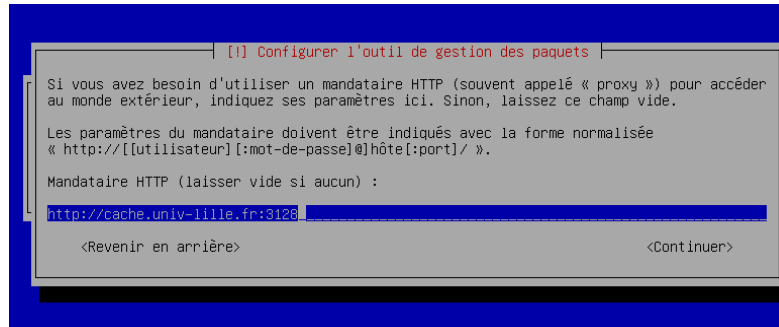 [!] Configurer l'outil de gestion des paquets
Si vous avez besoin d'utiliser un mandataire HTTP (souvent appelé « proxy ») pour accéder
au monde extérieur, indiquez ses paramètres ici. Sinon, laissez ce champ vide.
Les paramètres du mandataire doivent être indiqués avec la forme normalisée
« http://[[utilisateur][:mot-de-passe]@]hôte[:port]/ ».
Mandataire HTTP (laisser vide si aucun) :
http://cache.univ-lille.fr:3128
<Revenir en arrière> <Continuer>